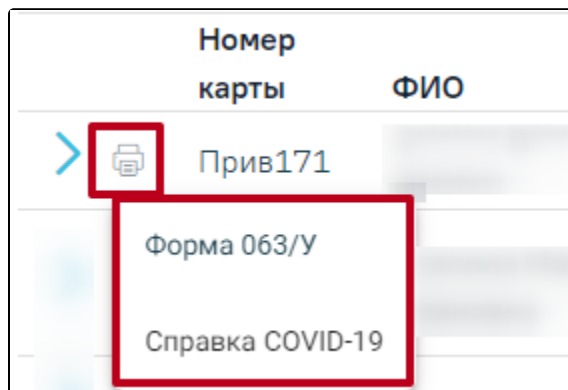 Номер
карты
ФИО
Прив171
Форма 063/У
Справка COVID-19